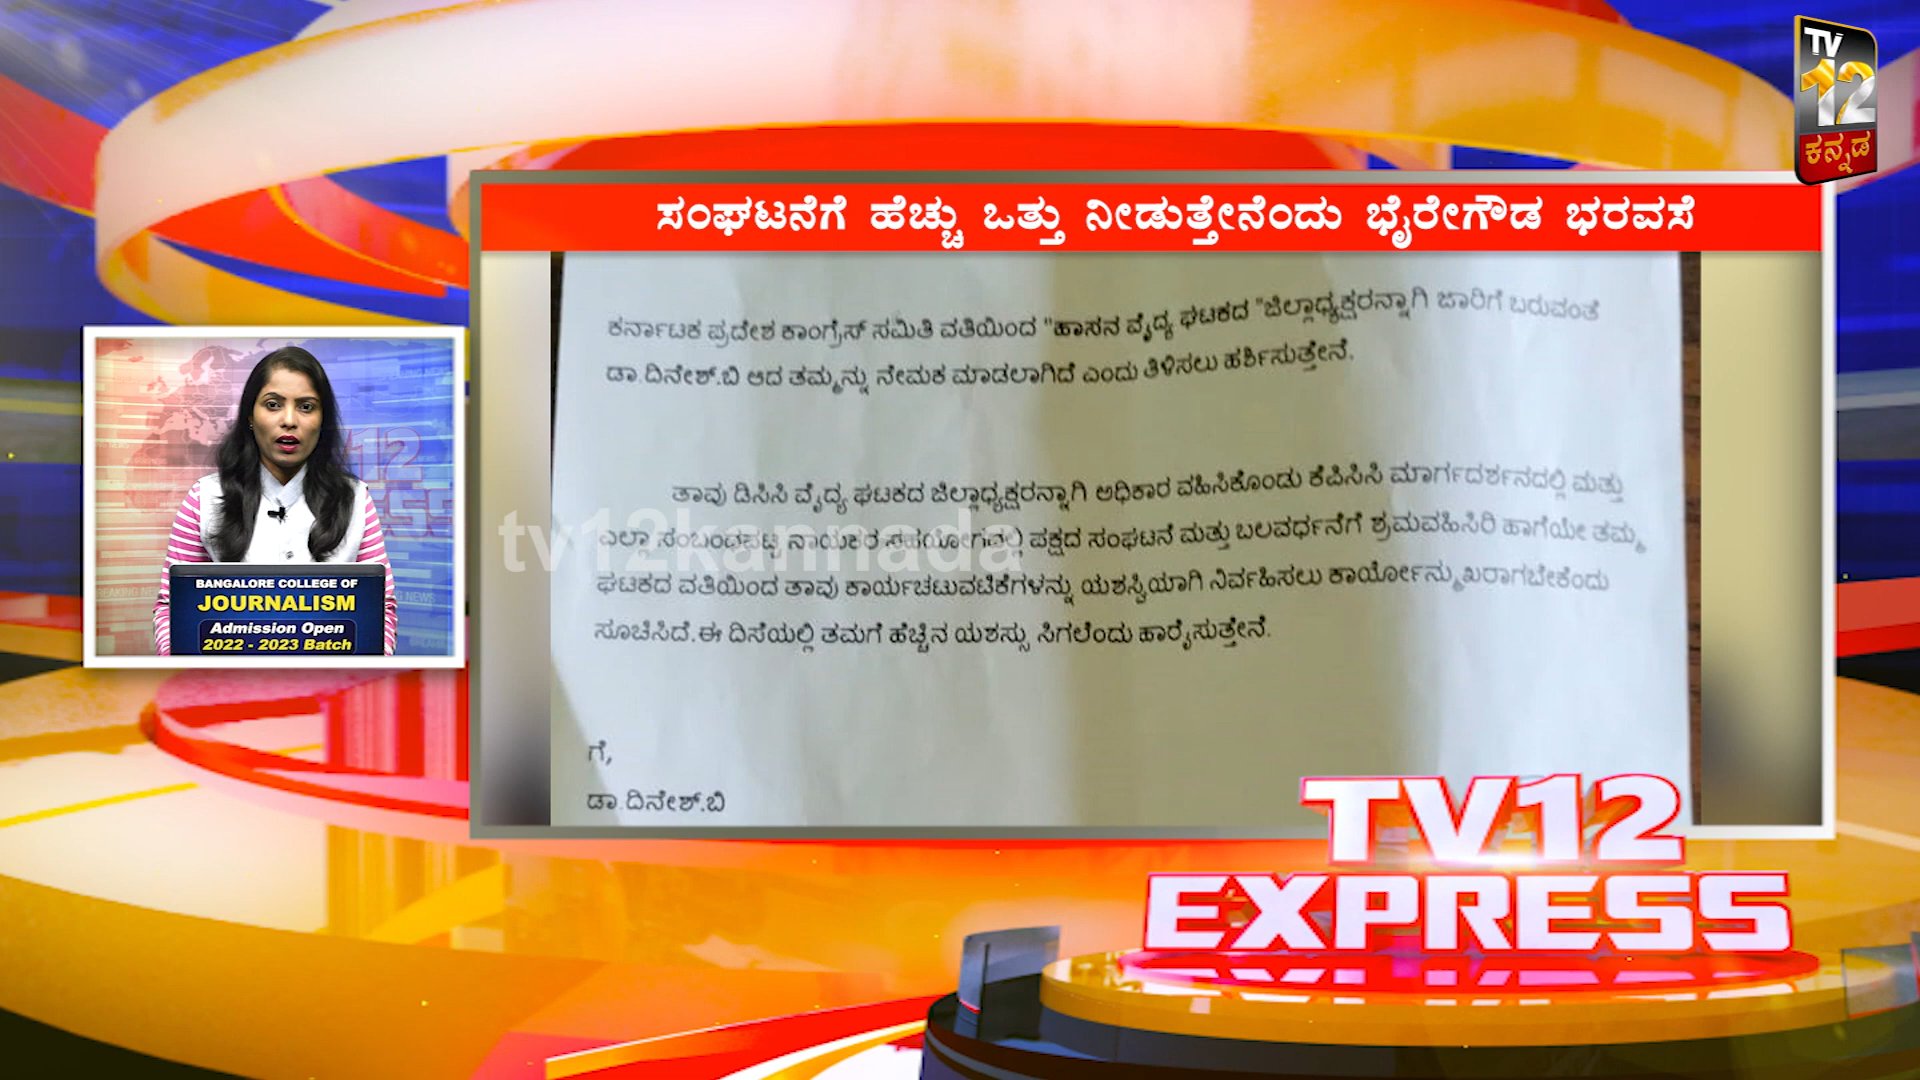 TV
12
ಕನ್ನಡ
ಸಂಘಟನೆಗೆ ಹೆಚ್ಚು ಒತ್ತು ನೀಡುತ್ತೇನೆಂದು ಭೈರೇಗೌಡ ಭರವಸೆ
ಕರ್ನಾಟಕ ಪ್ರದೇಶ ಕಾಂಗ್ರೆಸ್ ಸಮಿತಿ ವತಿಯಿಂದ "ಹಾಸನ ವೈದ್ಯ ಘಟಕದ "ಜಿಲ್ಲಾಧ್ಯಕ್ಷರನ್ನಾಗಿ ಜಾರಿಗೆ ಬರುವಂತೆ
ಡಾ.ದಿನೇಶ್.ಬಿ ಆದ ತಮ್ಮನ್ನು ನೇಮಕ ಮಾಡಲಾಗಿದೆ ಎಂದು ತಿಳಿಸಲು ಹರ್ಶಿಸುತ್ತೇನೆ.
ತಾವು ಡಿಸಿಸಿ ವೈದ್ಯ ಘಟಕದ ಜಿಲ್ಲಾಧ್ಯಕ್ಷರನ್ನಾಗಿ ಅಧಿಕಾರ ವಹಿಸಿಕೊಂಡು ಕೆಪಿಸಿಸಿ ಮಾರ್ಗದರ್ಶನದಲ್ಲಿ ಮತ್ತು
ಎಲ್ಲಾ ಸಂಬಂಧಪಟ್ಟ ನಾಯಕರ ಸಹಯೋಗದಲ್ಲಿ ಪಕ್ಷದ ಸಂಘಟನೆ ಮತ್ತು ಬಲವರ್ಧನೆಗೆ ಶ್ರಮವಹಿಸಿರಿ ಹಾಗೆಯೇ ತಮ್ಮ
ಘಟಕದ ವತಿಯಿಂದ ತಾವು ಕಾರ್ಯಚಟುವಟಿಕೆಗಳನ್ನು ಯಶಸ್ವಿಯಾಗಿ ನಿರ್ವಹಿಸಲು ಕಾರ್ಯೋನ್ಮುಖರಾಗಬೇಕೆಂದು
ಸೂಚಿಸಿದೆ.ಈ ದಿಸೆಯಲ್ಲಿ ತಮಗೆ ಹೆಚ್ಚಿನ ಯಶಸ್ಸು ಸಿಗಲೆಂದು ಹಾರೈಸುತ್ತೇನೆ.
ಗೆ,
ಡಾ.ದಿನೇಶ್.ಬಿ
tv12kannada
BANGALORE COLLEGE OF
JOURNALISM
Admission Open
2022 - 2023 Batch
TV12
EXPRESS